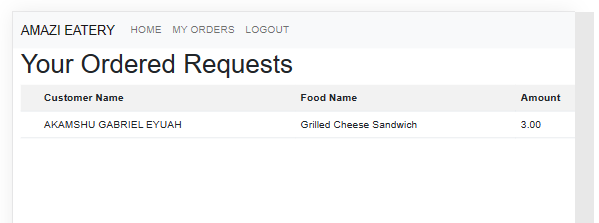 AMAZI EATERY HOME MY ORDERS LOGOUT
Your Ordered Requests
Customer Name Food Name Amount
AKAMSHU GABRIEL EYUAH Grilled Cheese Sandwich 3.00